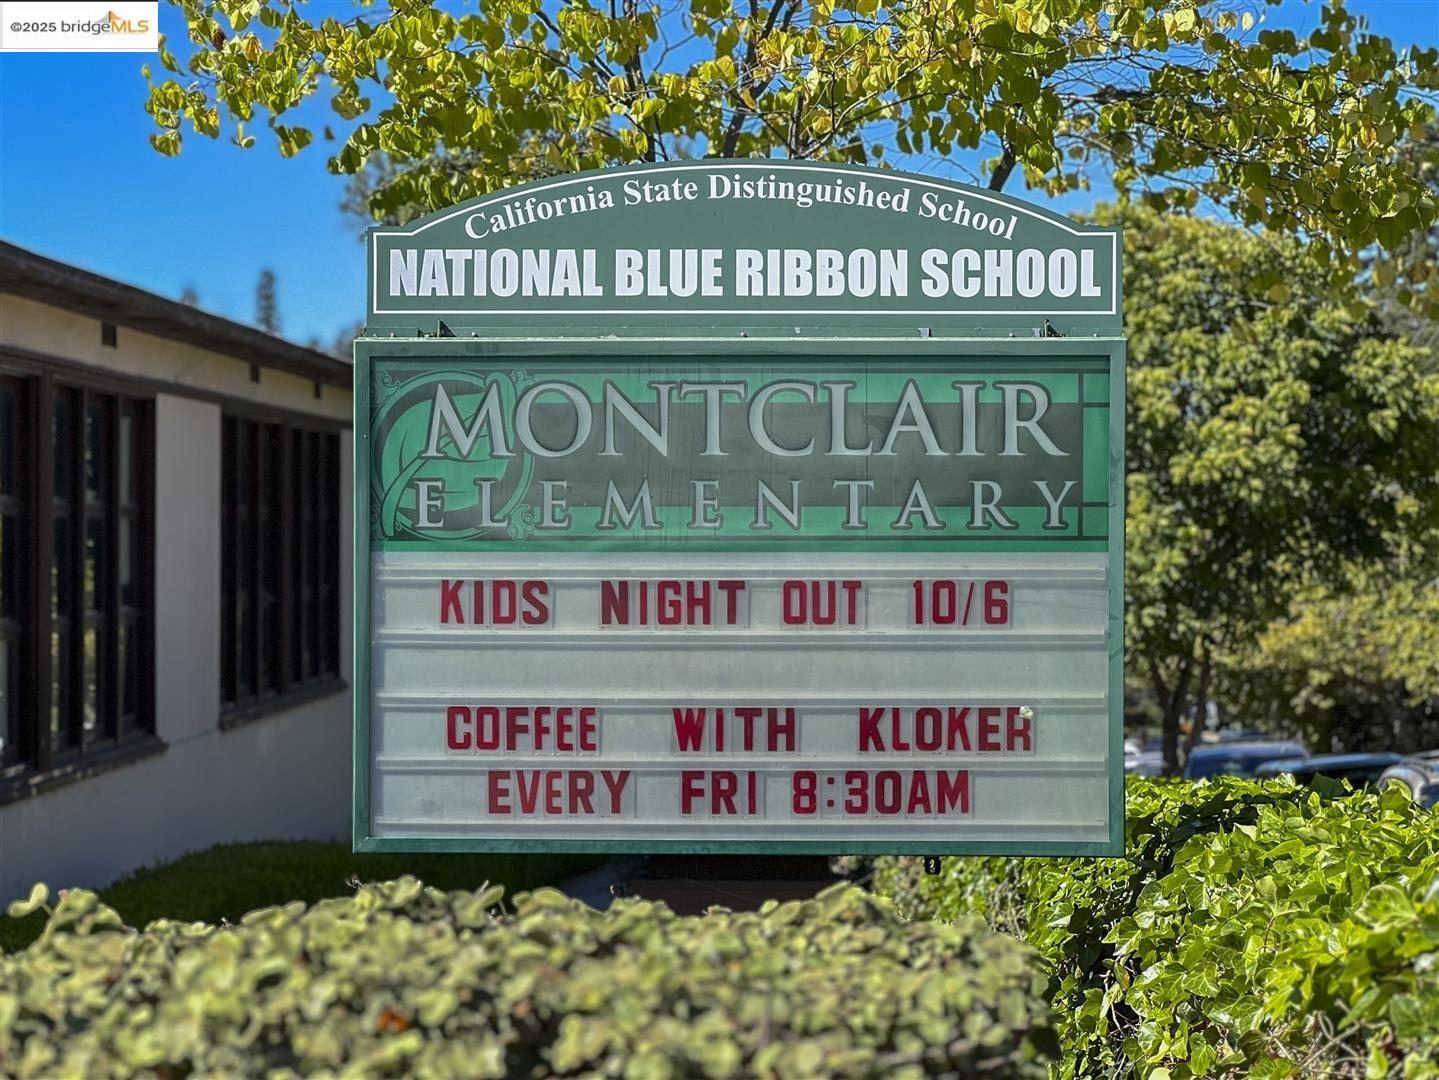 ©2025 bridgeMLS
California State Distinguished School
NATIONAL BLUE RIBBON SCHOOL
MONTCLAIR
ELEMENTARY
KIDS NIGHT OUT 10/6
COFFEE WITH KLOKER
EVERY FRI 8:30AM